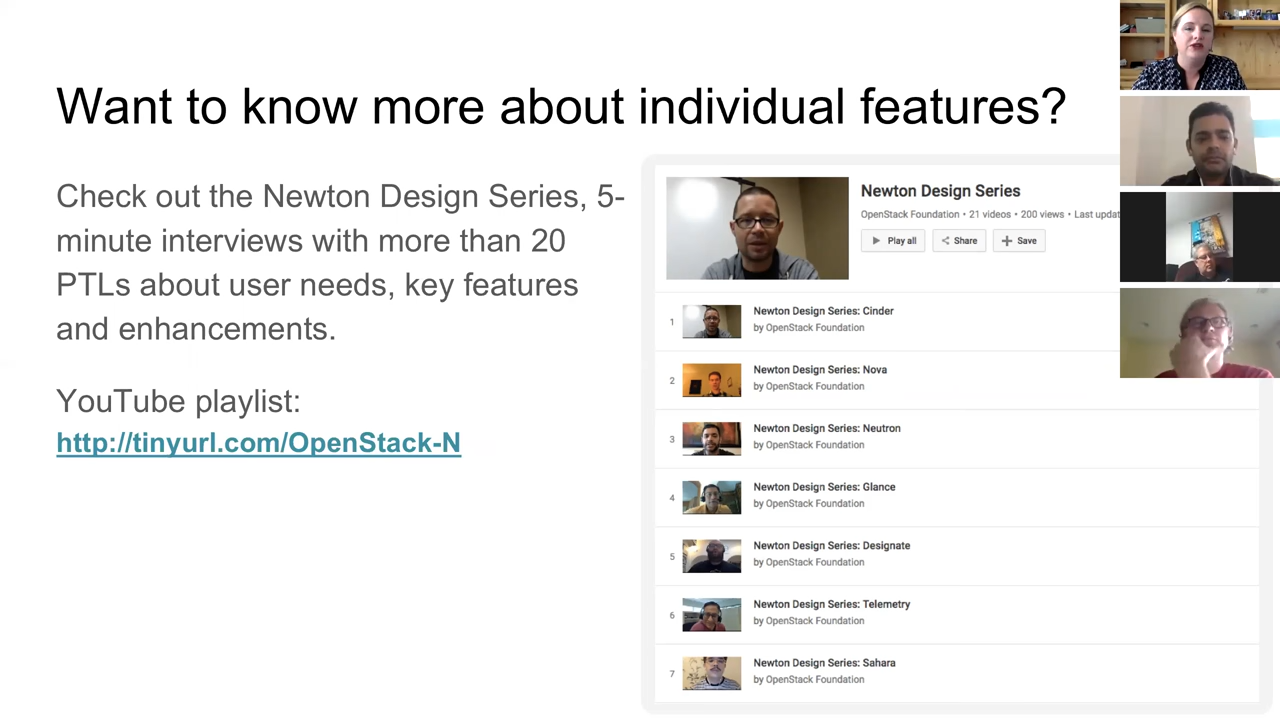 Want to know more about individual features?
Check out the Newton Design Series, 5-
minute interviews with more than 20
PTLs about user needs, key features
and enhancements.
YouTube playlist:
http://tinyurl.com/OpenStack-N
Newton Design Series
OpenStack Foundation • 21 videos • 200 views • Last updat
Play all
Share
Save
1
Newton Design Series: Cinder
by OpenStack Foundation
2
Newton Design Series: Nova
by OpenStack Foundation
3
Newton Design Series: Neutron
by OpenStack Foundation
4
Newton Design Series: Glance
by OpenStack Foundation
5
Newton Design Series: Designate
by OpenStack Foundation
6
Newton Design Series: Telemetry
by OpenStack Foundation
7
Newton Design Series: Sahara
by OpenStack Foundation